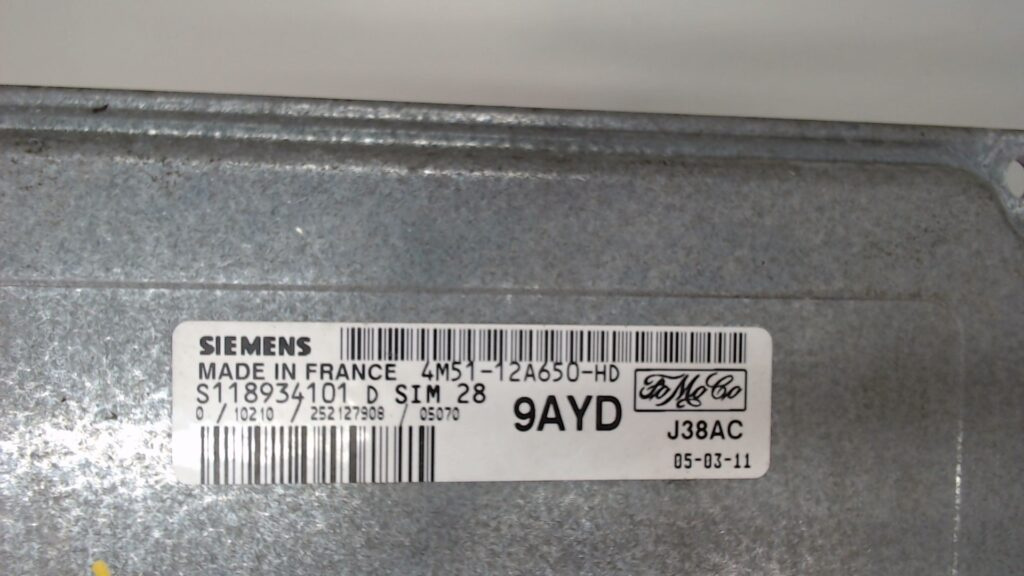 SIEMENS
MADE IN FRANCE 4M51-12A650-HD
S118934101 D SIM 28
0 / 10210 / 252127908 / 05070
9AYD
FoMoCo
J38AC
05-03-11